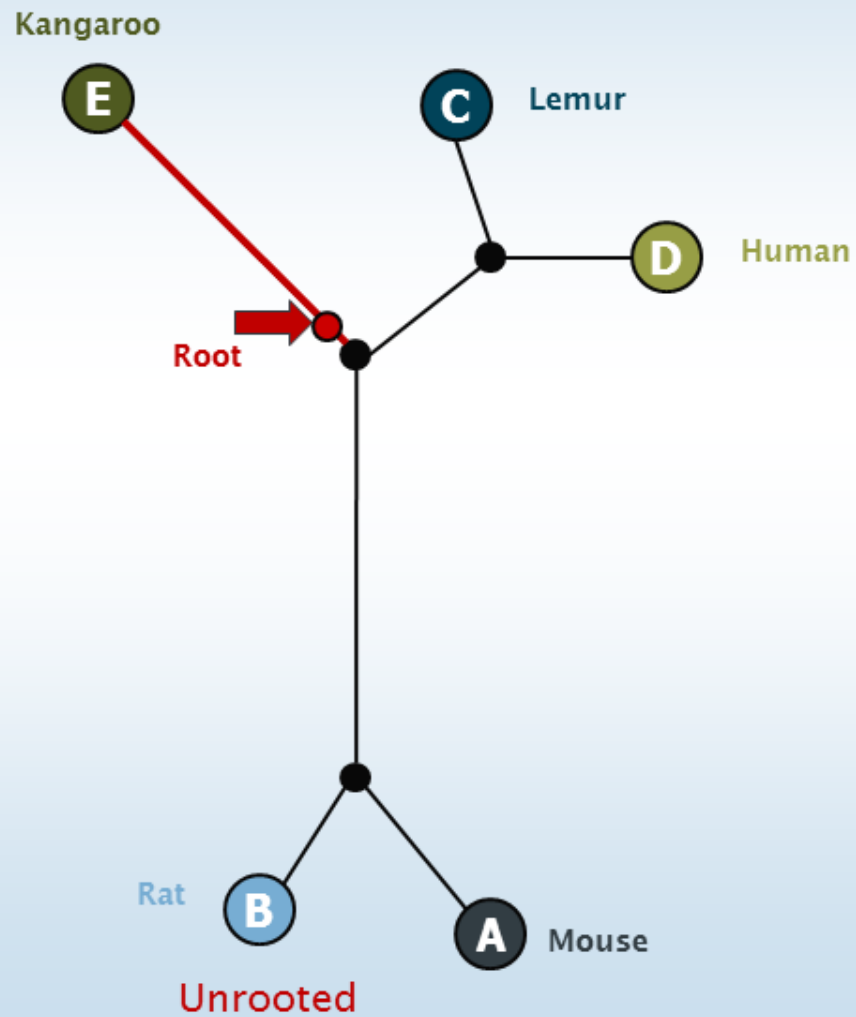 Kangaroo
E
C
Lemur
D
Human
Root
Rat
B
A
Mouse
Unrooted